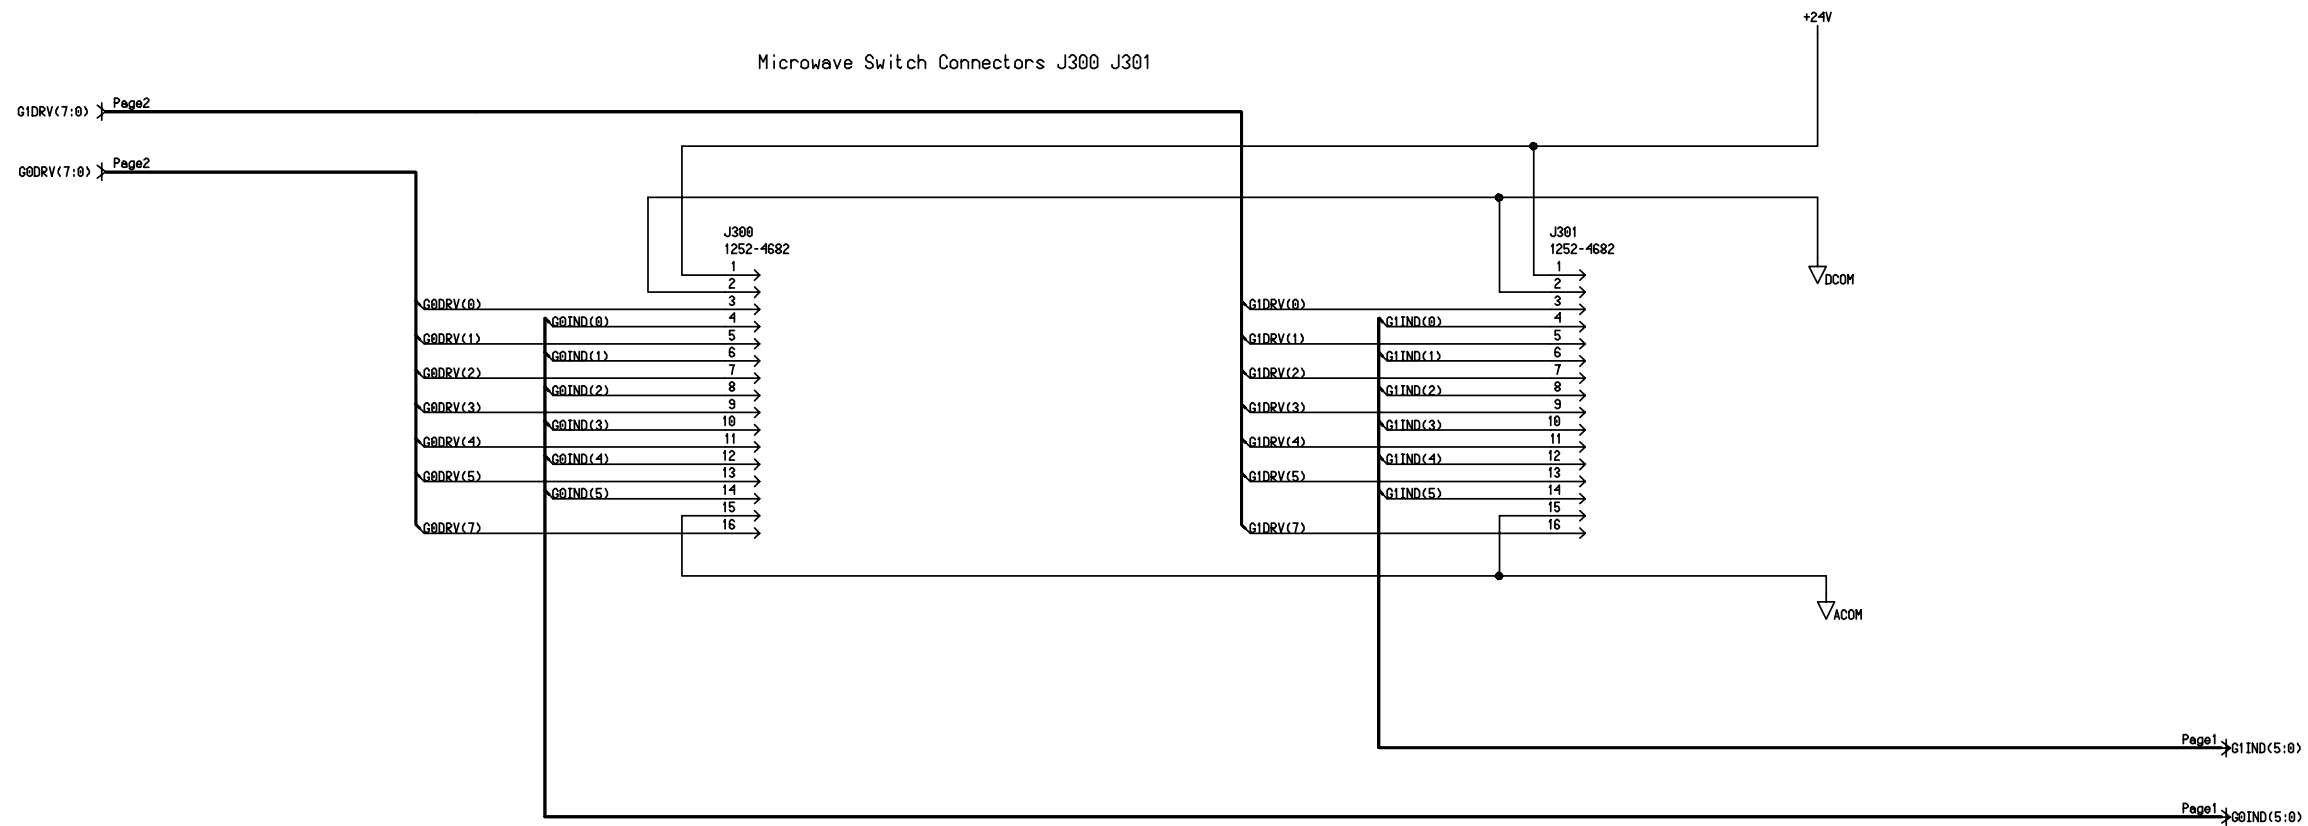 +24V
Microwave Switch Connectors J300 J301
G1DRV(7:0) Page2
G0DRV(7:0) Page2
J300
1252-4682
1
2
G0DRV(0) 3
G0IND(0) 4
G0DRV(1) 5
G0IND(1) 6
G0DRV(2) 7
G0IND(2) 8
G0DRV(3) 9
G0IND(3) 10
G0DRV(4) 11
G0IND(4) 12
G0DRV(5) 13
G0IND(5) 14
15
G0DRV(7) 16
J301
1252-4682
1
2
G1DRV(0) 3
G1IND(0) 4
G1DRV(1) 5
G1IND(1) 6
G1DRV(2) 7
G1IND(2) 8
G1DRV(3) 9
G1IND(3) 10
G1DRV(4) 11
G1IND(4) 12
G1DRV(5) 13
G1IND(5) 14
15
G1DRV(7) 16
DCOM
ACOM
Page1 G1IND(5:0)
Page1 G0IND(5:0)